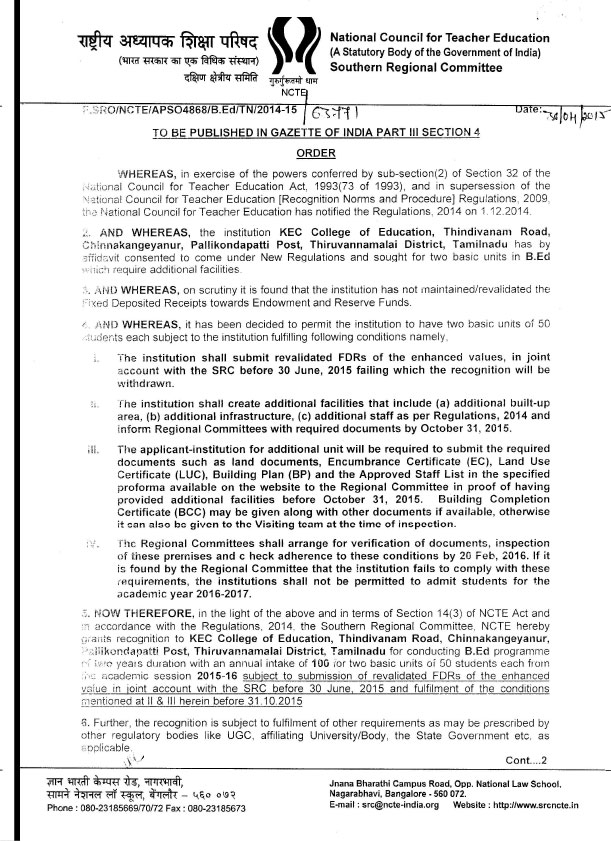 राष्ट्रीय अध्यापक शिक्षा परिषद
(भारत सरकार का एक विधिक संस्थान)
दक्षिण क्षेत्रीय समिति
गुरुर्गुरुतमो धाम
NCTE
National Council for Teacher Education
(A Statutory Body of the Government of India)
Southern Regional Committee
F.SRO/NCTE/APSO4868/B.Ed/TN/2014-15
Date:
TO BE PUBLISHED IN GAZETTE OF INDIA PART III SECTION 4
ORDER
WHEREAS, in exercise of the powers conferred by sub-section(2) of Section 32 of the
National Council for Teacher Education Act, 1993(73 of 1993), and in supersession of the
National Council for Teacher Education [Recognition Norms and Procedure] Regulations, 2009,
the National Council for Teacher Education has notified the Regulations, 2014 on 1.12.2014.
2. AND WHEREAS, the institution KEC College of Education, Thindivanam Road,
Chinnakangeyanur, Pallikondapatti Post, Thiruvannamalai District, Tamilnadu has by
affidavit consented to come under New Regulations and sought for two basic units in B.Ed
which require additional facilities.
3. AND WHEREAS, on scrutiny it is found that the institution has not maintained/revalidated the
Fixed Deposited Receipts towards Endowment and Reserve Funds.
4. AND WHEREAS, it has been decided to permit the institution to have two basic units of 50
students each subject to the institution fulfilling following conditions namely,
i. The institution shall submit revalidated FDRs of the enhanced values, in joint
account with the SRC before 30 June, 2015 failing which the recognition will be
withdrawn.
ii. The institution shall create additional facilities that include (a) additional built-up
area, (b) additional infrastructure, (c) additional staff as per Regulations, 2014 and
inform Regional Committees with required documents by October 31, 2015.
iii. The applicant-institution for additional unit will be required to submit the required
documents such as land documents, Encumbrance Certificate (EC), Land Use
Certificate (LUC), Building Plan (BP) and the Approved Staff List in the specified
proforma available on the website to the Regional Committee in proof of having
provided additional facilities before October 31, 2015. Building Completion
Certificate (BCC) may be given along with other documents if available, otherwise
it can also be given to the Visiting team at the time of inspection.
iv. The Regional Committees shall arrange for verification of documents, inspection
of these premises and c heck adherence to these conditions by 20 Feb, 2016. If it
is found by the Regional Committee that the institution fails to comply with these
requirements, the institutions shall not be permitted to admit students for the
academic year 2016-2017.
5. NOW THEREFORE, in the light of the above and in terms of Section 14(3) of NCTE Act and
in accordance with the Regulations, 2014, the Southern Regional Committee, NCTE hereby
grants recognition to KEC College of Education, Thindivanam Road, Chinnakangeyanur,
Pallikondapatti Post, Thiruvannamalai District, Tamilnadu for conducting B.Ed programme
of two years duration with an annual intake of 100 for two basic units of 50 students each from
the academic session 2015-16 subject to submission of revalidated FDRs of the enhanced
value in joint account with the SRC before 30 June, 2015 and fulfilment of the conditions
mentioned at II & III herein before 31.10.2015
6. Further, the recognition is subject to fulfilment of other requirements as may be prescribed by
other regulatory bodies like UGC, affiliating University/Body, the State Government etc. as
applicable.
Cont....2
ज्ञान भारती केम्पस रोड, नागरभावी,
सामने नेशनल लॉ स्कूल, बेंगलौर - ५६० ०७२
Phone : 080-23185669/70/72 Fax : 080-23185673
Jnana Bharathi Campus Road, Opp. National Law School.
Nagarabhavi, Bangalore - 560 072.
E-mail : src@ncte-india.org Website : http://www.srcncte.in